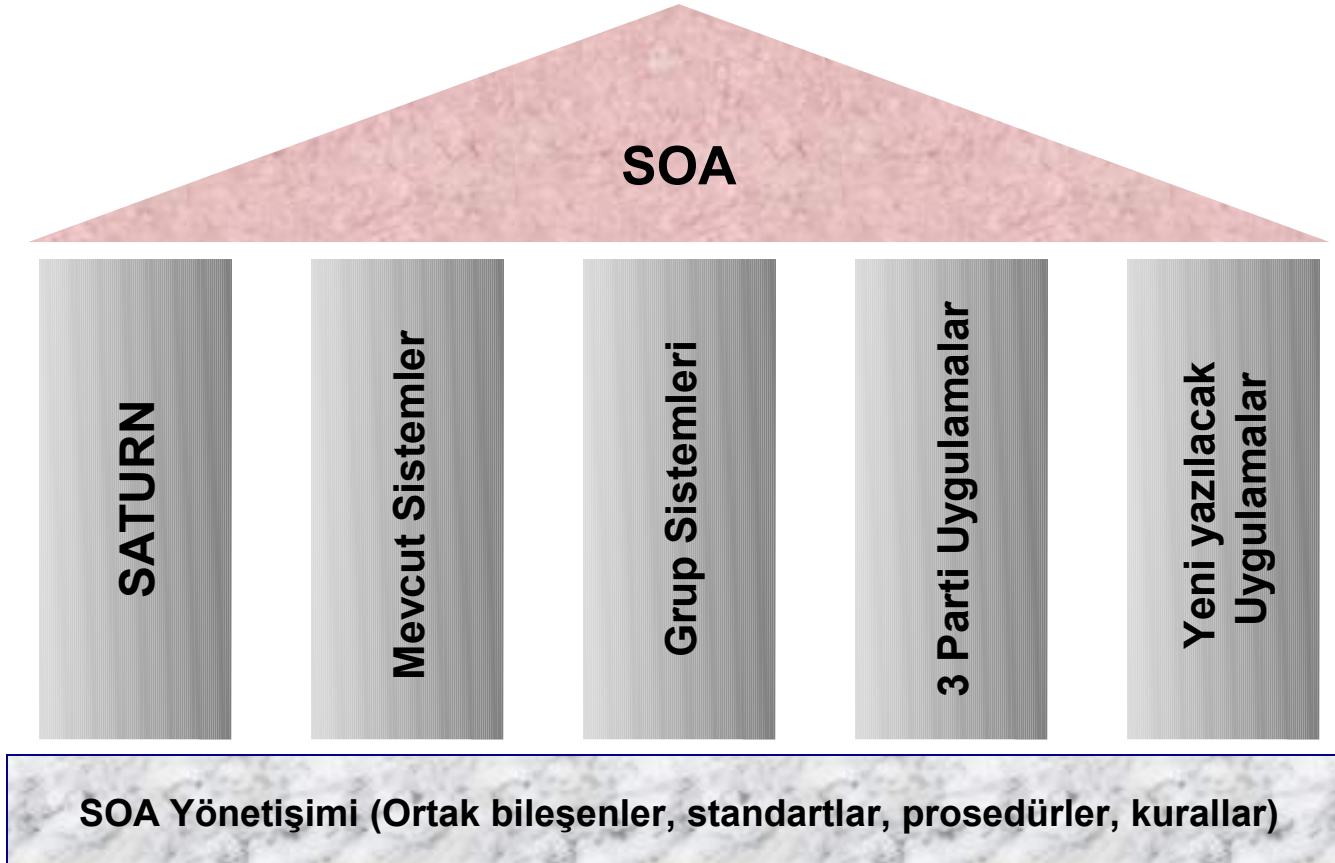 SOA
SATURN
Mevcut Sistemler
Grup Sistemleri
3 Parti Uygulamalar
Yeni yazılacak
Uygulamalar
SOA Yönetişimi (Ortak bileşenler, standartlar, prosedürler, kurallar)